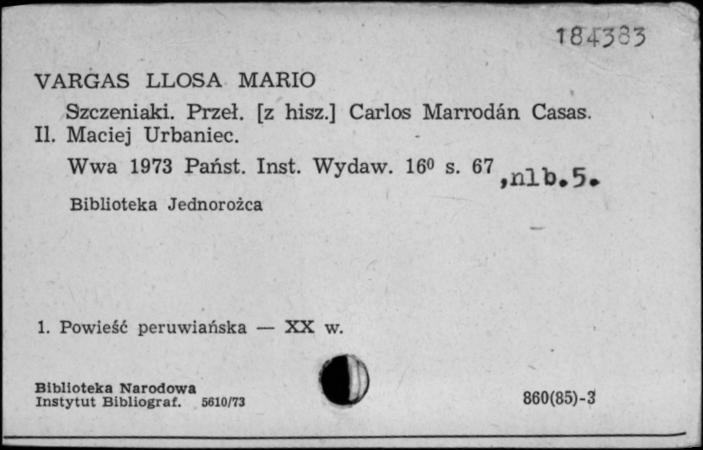 184383
VARGAS LLOSA MARIO
Szczeniaki. Przeł. [z hisz.] Carlos Marrodán Casas.
Il. Maciej Urbaniec.
Wwa 1973 Państ. Inst. Wydaw. 16⁰ s. 67 ,nlb.5.
Biblioteka Jednorożca
1. Powieść peruwiańska — XX w.
Biblioteka Narodowa
Instytut Bibliograf. 5610/73
860(85)-3